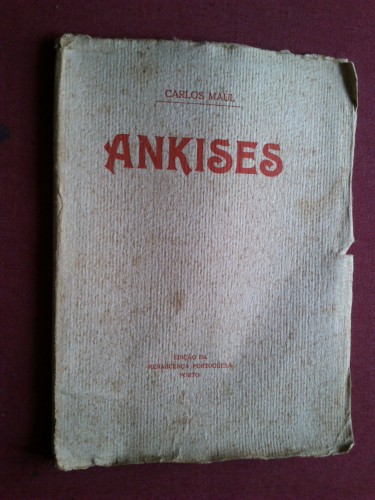 CARLOS MAUL
ANKISES
EDIÇÃO DA
«RENASCENÇA PORTUGUESA»
PORTO